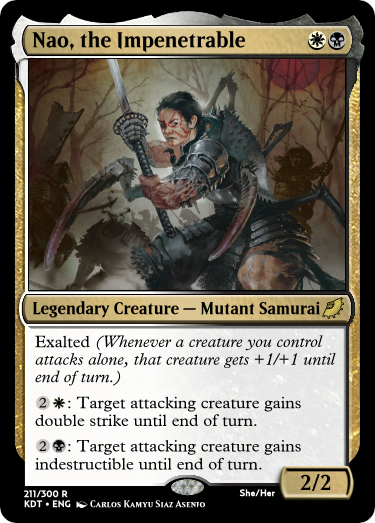 Nao, the Impenetrable
Legendary Creature — Mutant Samurai
Exalted (Whenever a creature you control
attacks alone, that creature gets +1/+1 until
end of turn.)
2: Target attacking creature gains
double strike until end of turn.
2: Target attacking creature gains
indestructible until end of turn.
2/2
211/300 R
She/Her
KDT • ENG Carlos Kamyu Siaz Asenjo